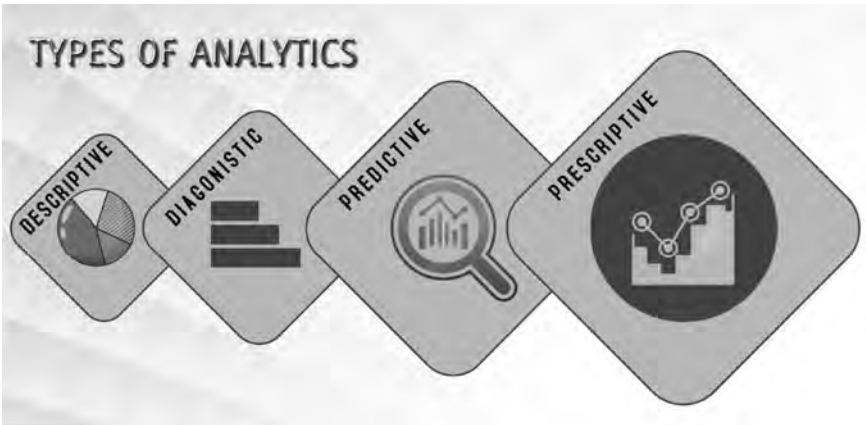 TYPES OF ANALYTICS
DESCRIPTIVE
DIAGONISTIC
PREDICTIVE
PRESCRIPTIVE